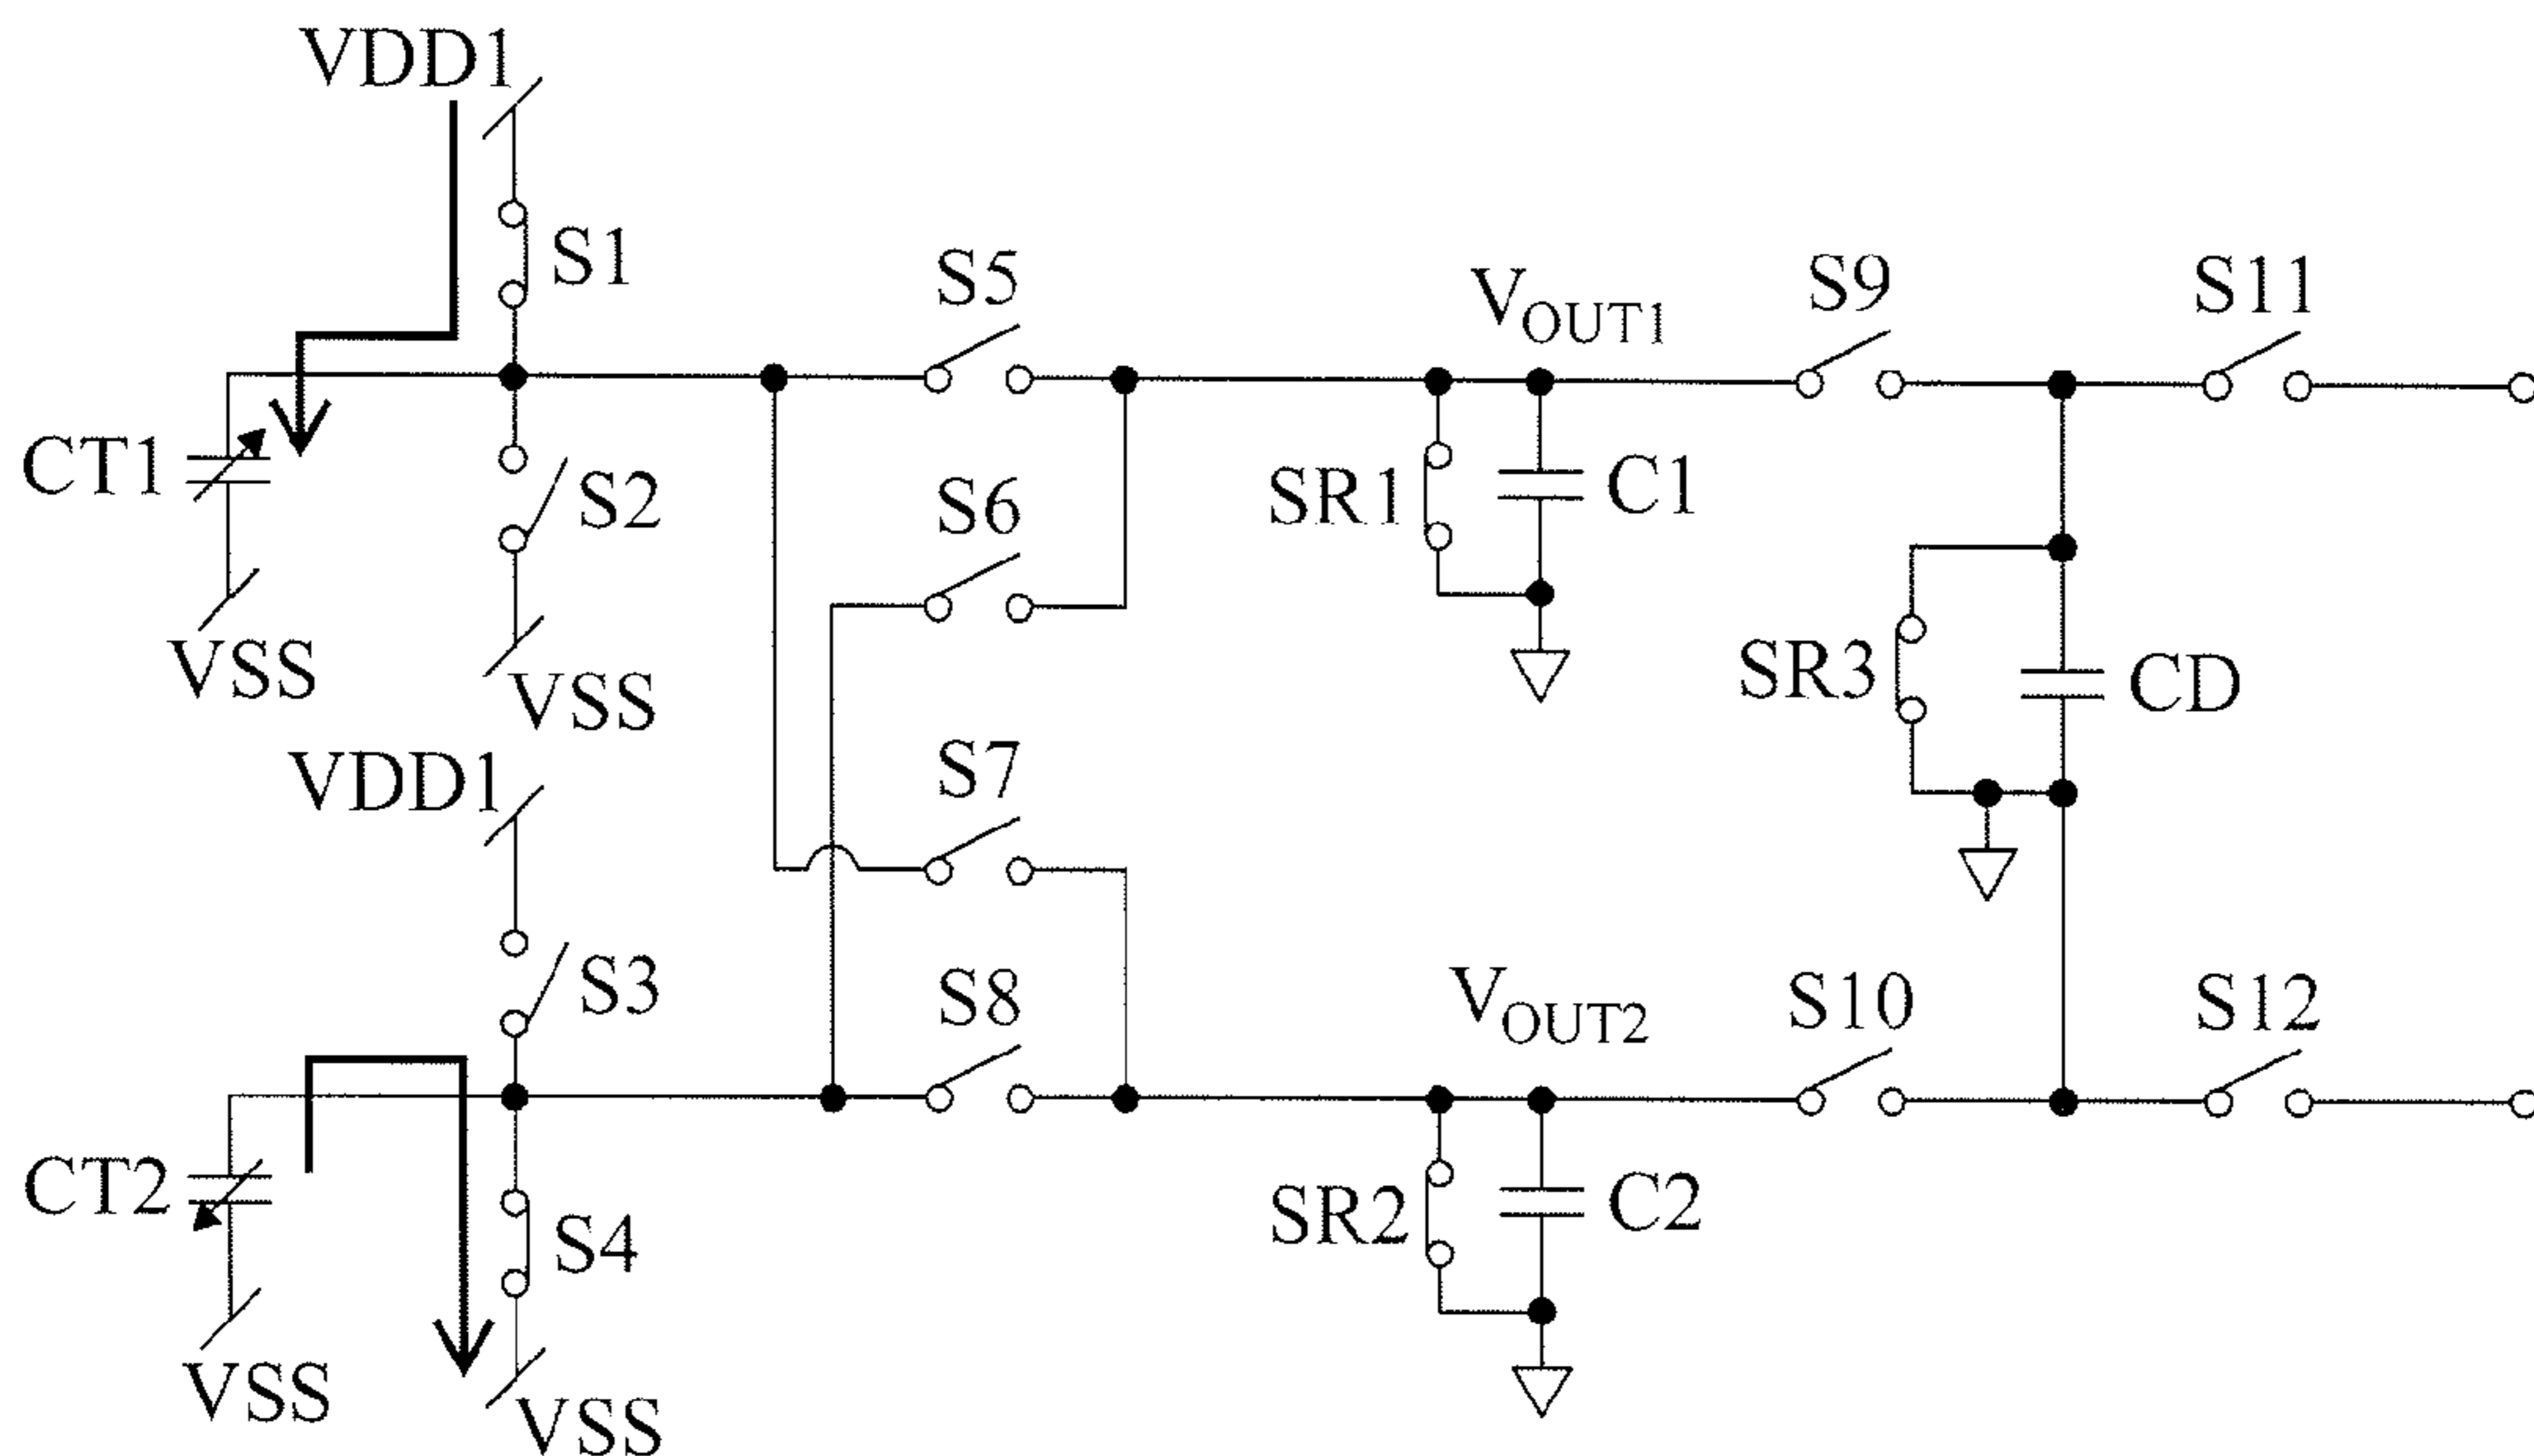 VDD1
S1
S5
VOUT1
S9
S11
CT1
S2
S6
SR1
C1
VSS
VSS
SR3
CD
VDD1
S7
S3
S8
VOUT2
S10
S12
CT2
S4
SR2
C2
VSS
VSS